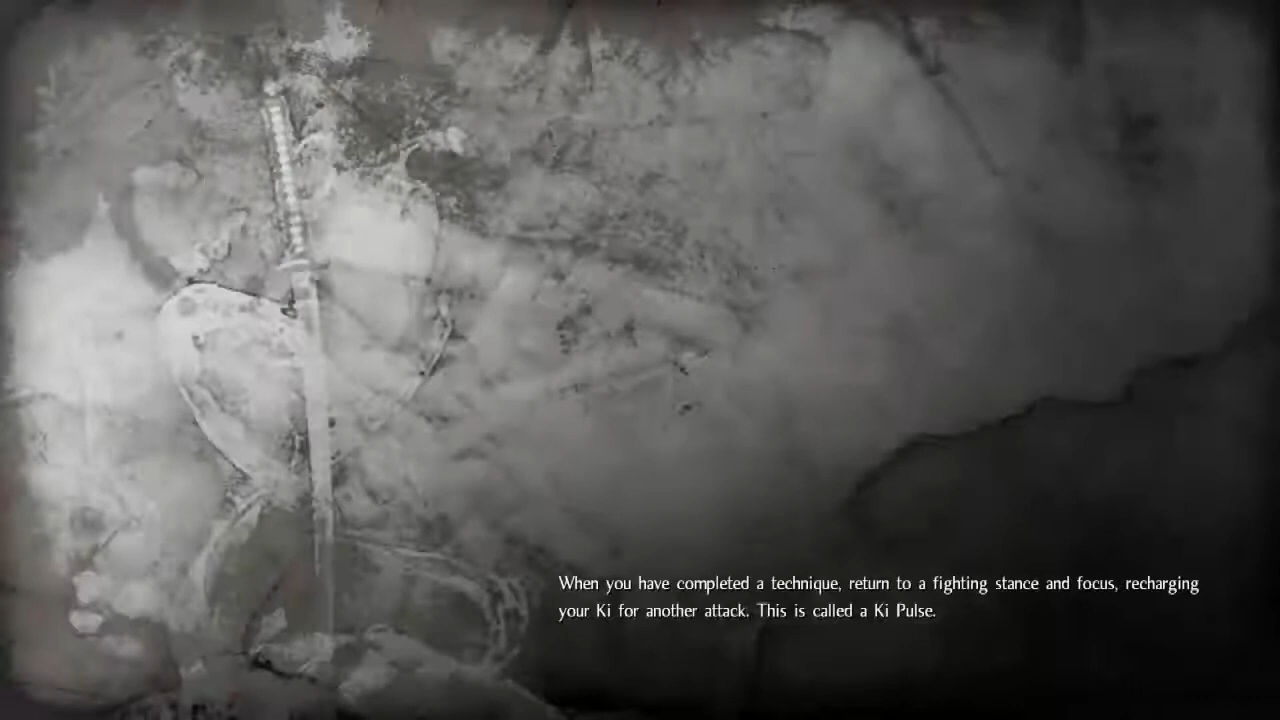 When you have completed a technique, return to a fighting stance and focus, recharging
your Ki for another attack. This is called a Ki Pulse.